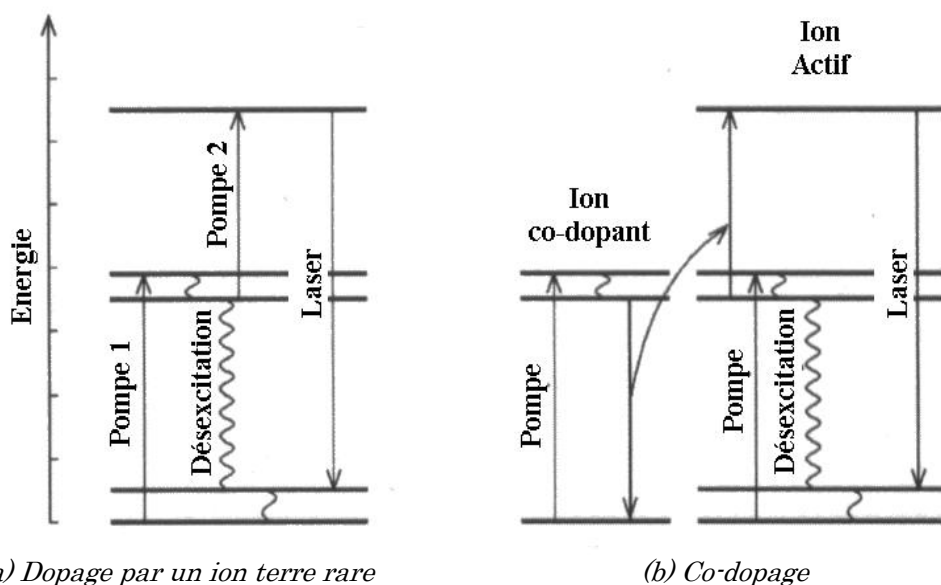 Energie
Pompe 1
Désexcitation
Pompe 2
Laser
Ion
co-dopant
Pompe
Ion
Actif
Pompe
Désexcitation
Laser
) Dopage par un ion terre rare
(b) Co-dopage